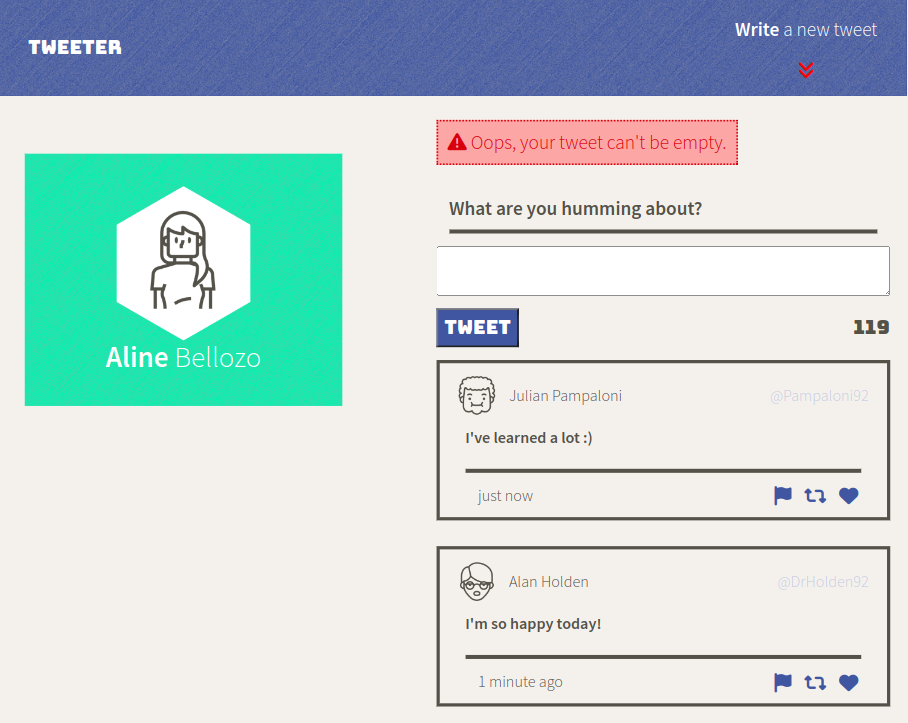 TWEETER
Write a new tweet
Oops, your tweet can't be empty.
Aline Bellozo
What are you humming about?
TWEET
119
Julian Pampaloni
@Pampaloni92
I've learned a lot :)
just now
Alan Holden
@DrHolden92
I'm so happy today!
1 minute ago